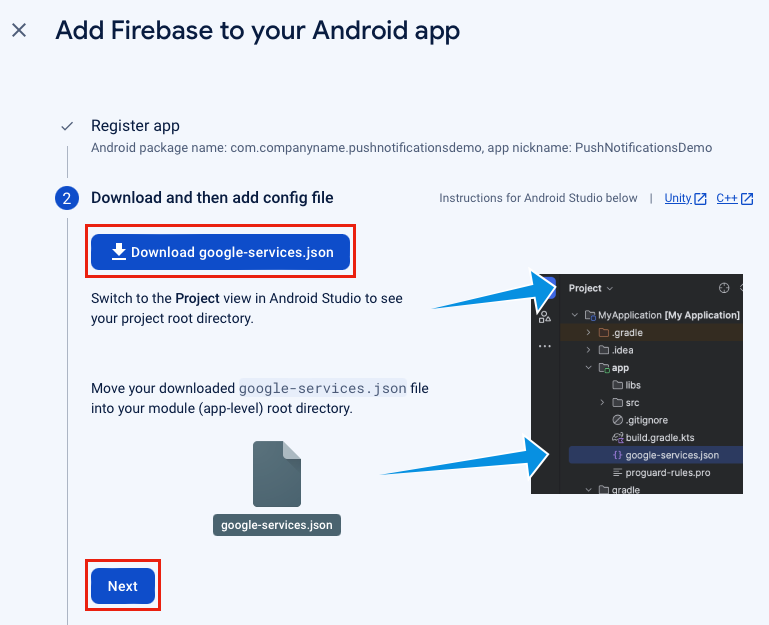 Add Firebase to your Android app
Register app
Android package name: com.companyname.pushnotificationsdemo, app nickname: PushNotificationsDemo
2
Download and then add config file
Instructions for Android Studio below | Unity C++
Download google-services.json
Switch to the Project view in Android Studio to see
your project root directory.
Move your downloaded google-services.json file
into your module (app-level) root directory.
google-services.json
Next
Project
MyApplication [My Application]
.gradle
.idea
app
libs
src
.gitignore
build.gradle.kts
{} google-services.json
proguard-rules.pro
gradle